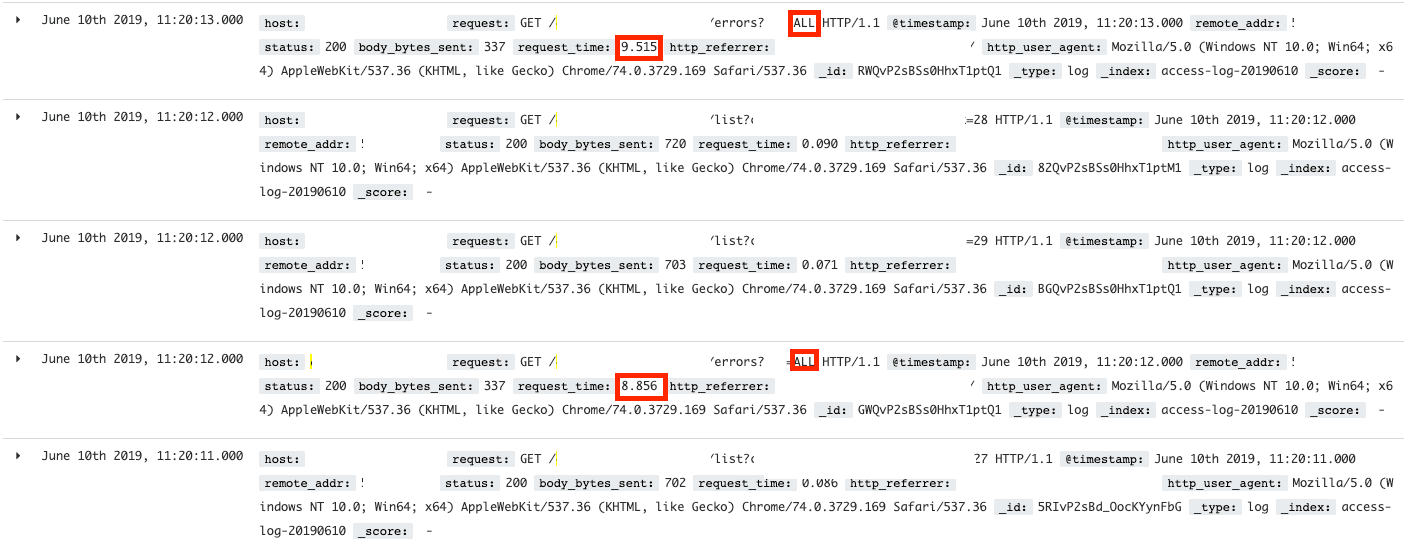 June 10th 2019, 11:20:13.000 host: request: GET / /errors? ALL HTTP/1.1 @timestamp: June 10th 2019, 11:20:13.000 remote_addr:
status: 200 body_bytes_sent: 337 request_time: 9.515 http_referrer: / http_user_agent: Mozilla/5.0 (Windows NT 10.0; Win64; x6
4) AppleWebKit/537.36 (KHTML, like Gecko) Chrome/74.0.3729.169 Safari/537.36 _id: RWQvP2sBSs0HhxT1ptQ1 _type: log _index: access-log-20190610 _score: -
June 10th 2019, 11:20:12.000 host: request: GET / /list? =28 HTTP/1.1 @timestamp: June 10th 2019, 11:20:12.000
remote_addr: status: 200 body_bytes_sent: 720 request_time: 0.090 http_referrer: http_user_agent: Mozilla/5.0 (W
indows NT 10.0; Win64; x64) AppleWebKit/537.36 (KHTML, like Gecko) Chrome/74.0.3729.169 Safari/537.36 _id: 8ZQvP2sBSs0HhxT1ptM1 _type: log _index: access-
log-20190610 _score: -
June 10th 2019, 11:20:12.000 host: request: GET / /list? =29 HTTP/1.1 @timestamp: June 10th 2019, 11:20:12.000
remote_addr: status: 200 body_bytes_sent: 703 request_time: 0.071 http_referrer: http_user_agent: Mozilla/5.0 (W
indows NT 10.0; Win64; x64) AppleWebKit/537.36 (KHTML, like Gecko) Chrome/74.0.3729.169 Safari/537.36 _id: BGQvP2sBSs0HhxT1ptQ1 _type: log _index: access-
log-20190610 _score: -
June 10th 2019, 11:20:12.000 host: request: GET / /errors? =ALL HTTP/1.1 @timestamp: June 10th 2019, 11:20:12.000 remote_addr:
status: 200 body_bytes_sent: 337 request_time: 8.856 http_referrer: / http_user_agent: Mozilla/5.0 (Windows NT 10.0; Win64; x6
4) AppleWebKit/537.36 (KHTML, like Gecko) Chrome/74.0.3729.169 Safari/537.36 _id: GWQvP2sBSs0HhxT1ptQ1 _type: log _index: access-log-20190610 _score: -
June 10th 2019, 11:20:11.000 host: request: GET / /list? 27 HTTP/1.1 @timestamp: June 10th 2019, 11:20:11.000
remote_addr: status: 200 body_bytes_sent: 702 request_time: 0.086 http_referrer: http_user_agent: Mozilla/5.0 (W
indows NT 10.0; Win64; x64) AppleWebKit/537.36 (KHTML, like Gecko) Chrome/74.0.3729.169 Safari/537.36 _id: 5RIvP2sBd_OocKYynFbG _type: log _index: access-
log-20190610 _score: -